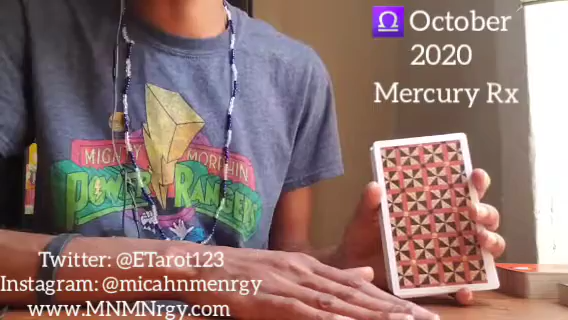 ♎ October
2020
Mercury Rx
MIGHTY MORPHIN
POWER RANGERS
Twitter: @ETarot123
Instagram: @micahnmenrgy
www.MNMNrgy.com